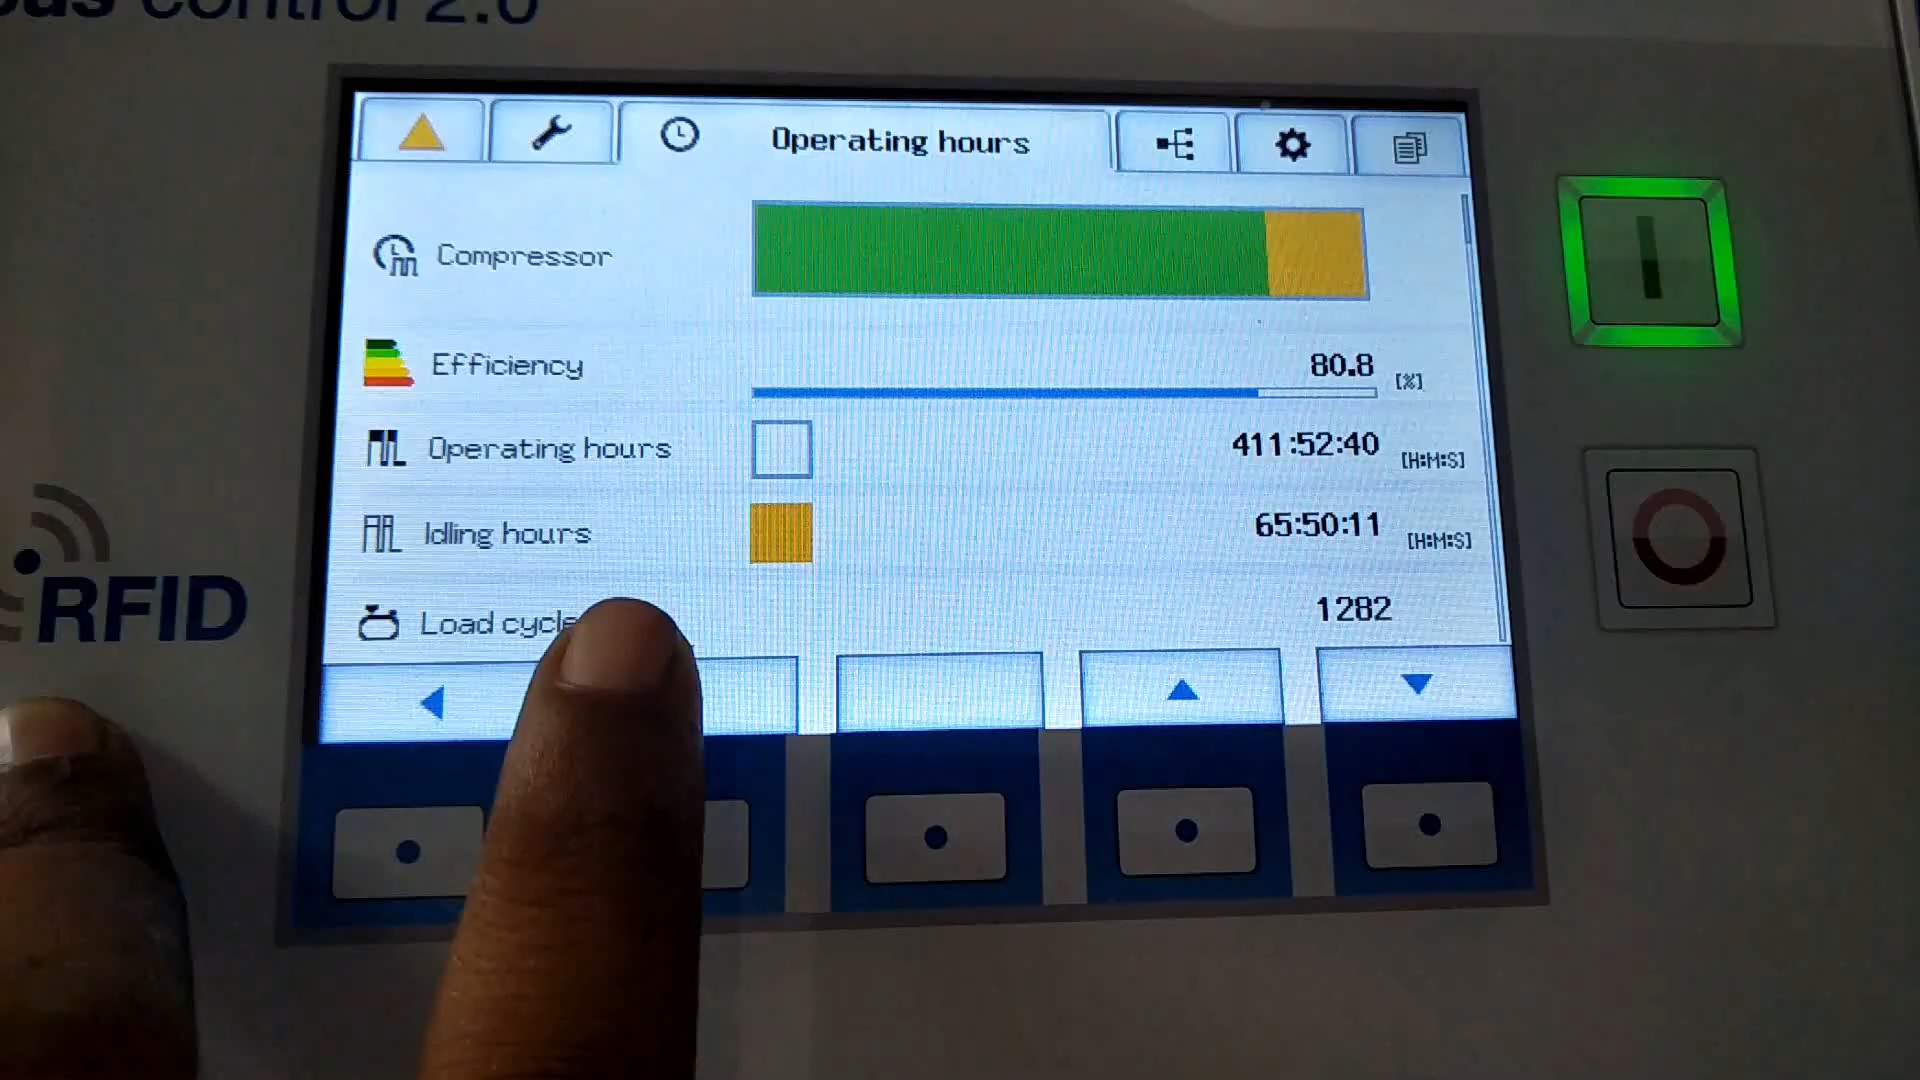 control 2.0
Operating hours
Compressor
Efficiency 80.8 [%]
Operating hours 411:52:40 [H:M:S]
Idling hours 65:50:11 [H:M:S]
Load cycle 1282
RFID